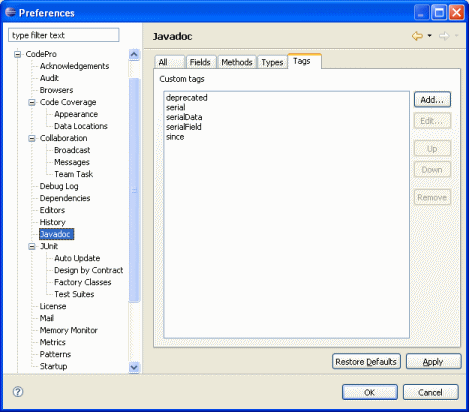 Preferences
type filter text
CodePro
Acknowledgements
Audit
Browsers
Code Coverage
Appearance
Data Locations
Collaboration
Broadcast
Messages
Team Task
Debug Log
Dependencies
Editors
History
Javadoc
JUnit
Auto Update
Design by Contract
Factory Classes
Test Suites
License
Mail
Memory Monitor
Metrics
Patterns
Startup
Javadoc
All Fields Methods Types Tags
Custom tags
deprecated
serial
serialData
serialField
since
Add...
Edit...
Up
Down
Remove
Restore Defaults Apply
? OK Cancel